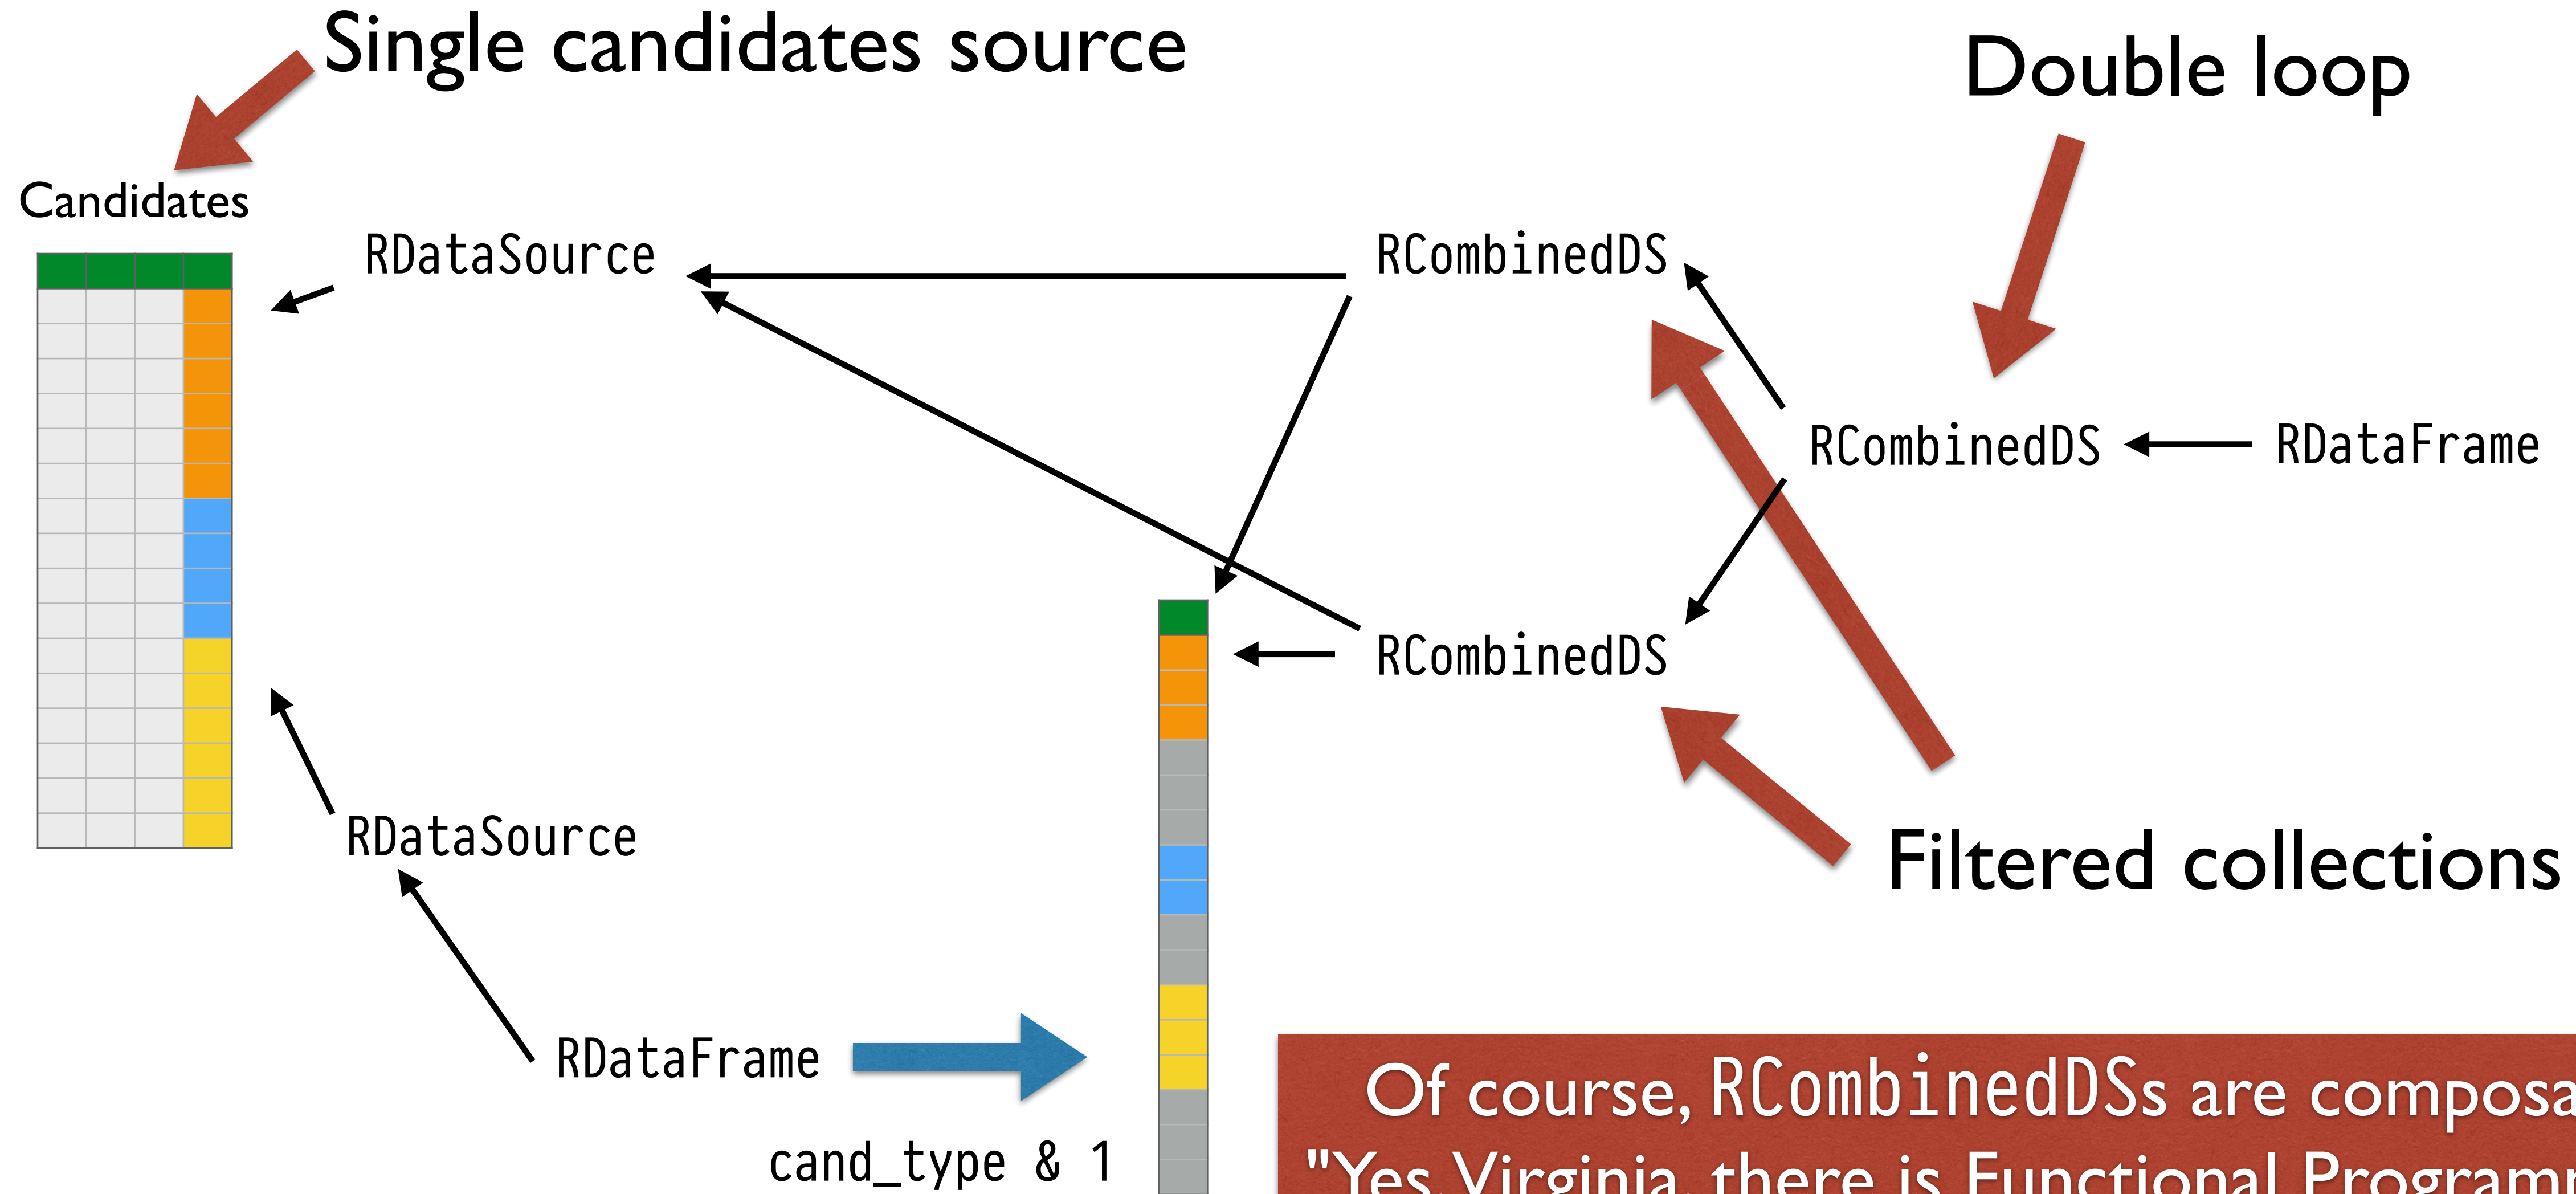 Single candidates source
Double loop
Candidates
RDataSource
RCombinedDS
RCombinedDS
RDataFrame
RCombinedDS
RDataSource
Filtered collections
RDataFrame
cand_type & 1
Of course, RCombinedDSs are composa
"Yes, Virginia, there is Functional Programm